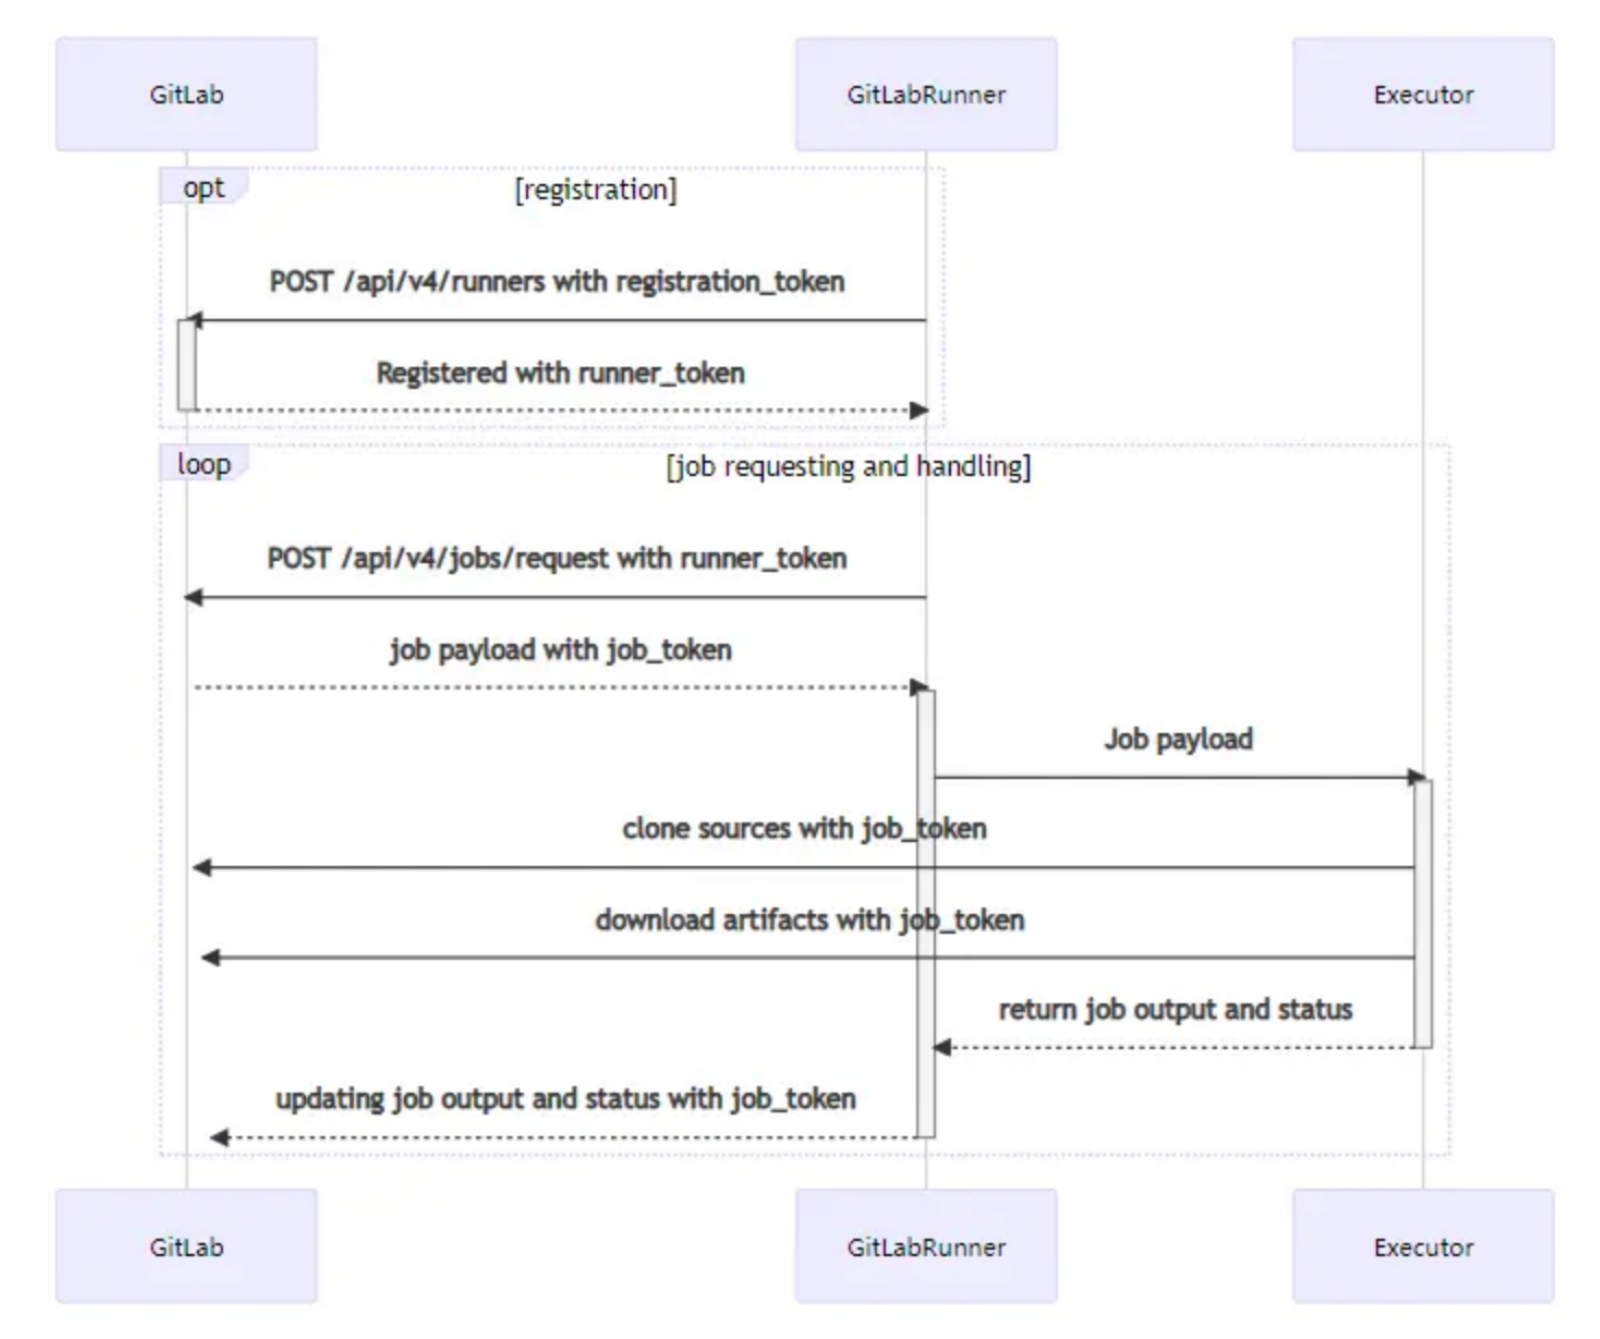 GitLab
GitLabRunner
Executor
opt
[registration]
POST /api/v4/runners with registration_token
Registered with runner_token
loop
[job requesting and handling]
POST /api/v4/jobs/request with runner_token
job payload with job_token
Job payload
clone sources with job_token
download artifacts with job_token
return job output and status
updating job output and status with job_token
GitLab
GitLabRunner
Executor